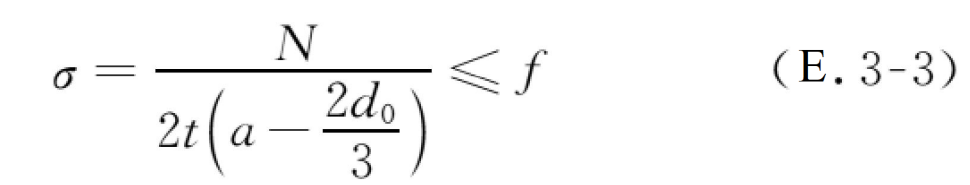 σ = N / 2t(a − 2d₀/3) ⩽ f (E.3-3)